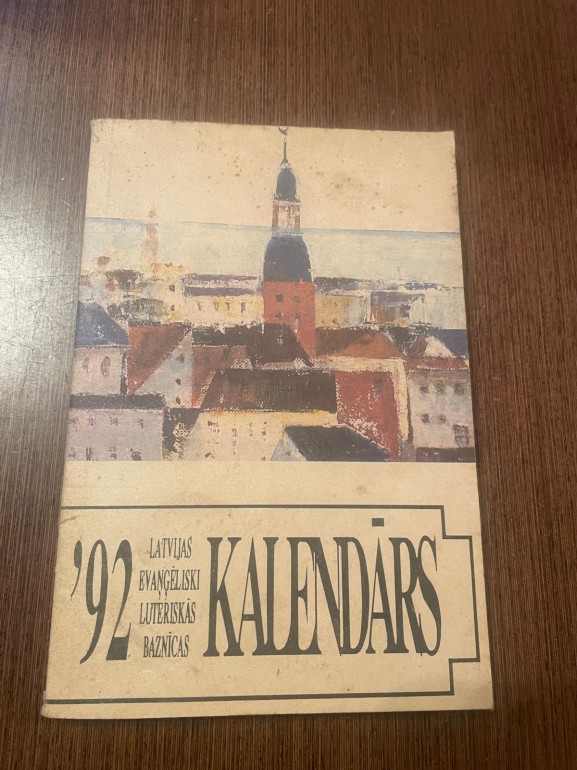 '92
LATVIJAS
EVAŅĢĒLISKI
LUTERISKĀS
BAZNĪCAS
KALENDĀRS